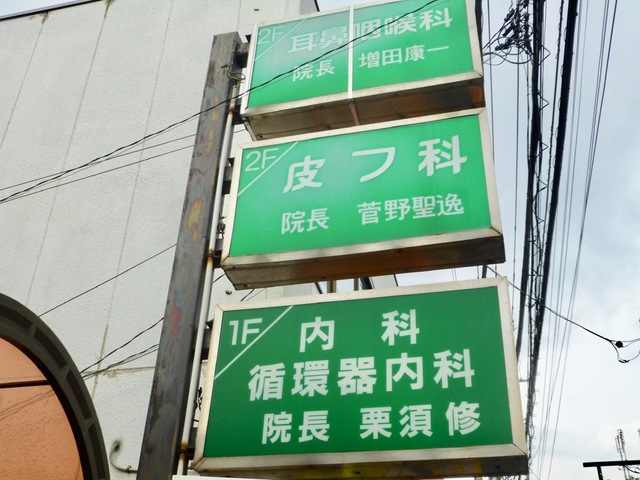 2F 耳鼻咽喉科
院長 増田康一
2F 皮フ科
院長 菅野聖逸
1F 内科
循環器内科
院長 栗須修